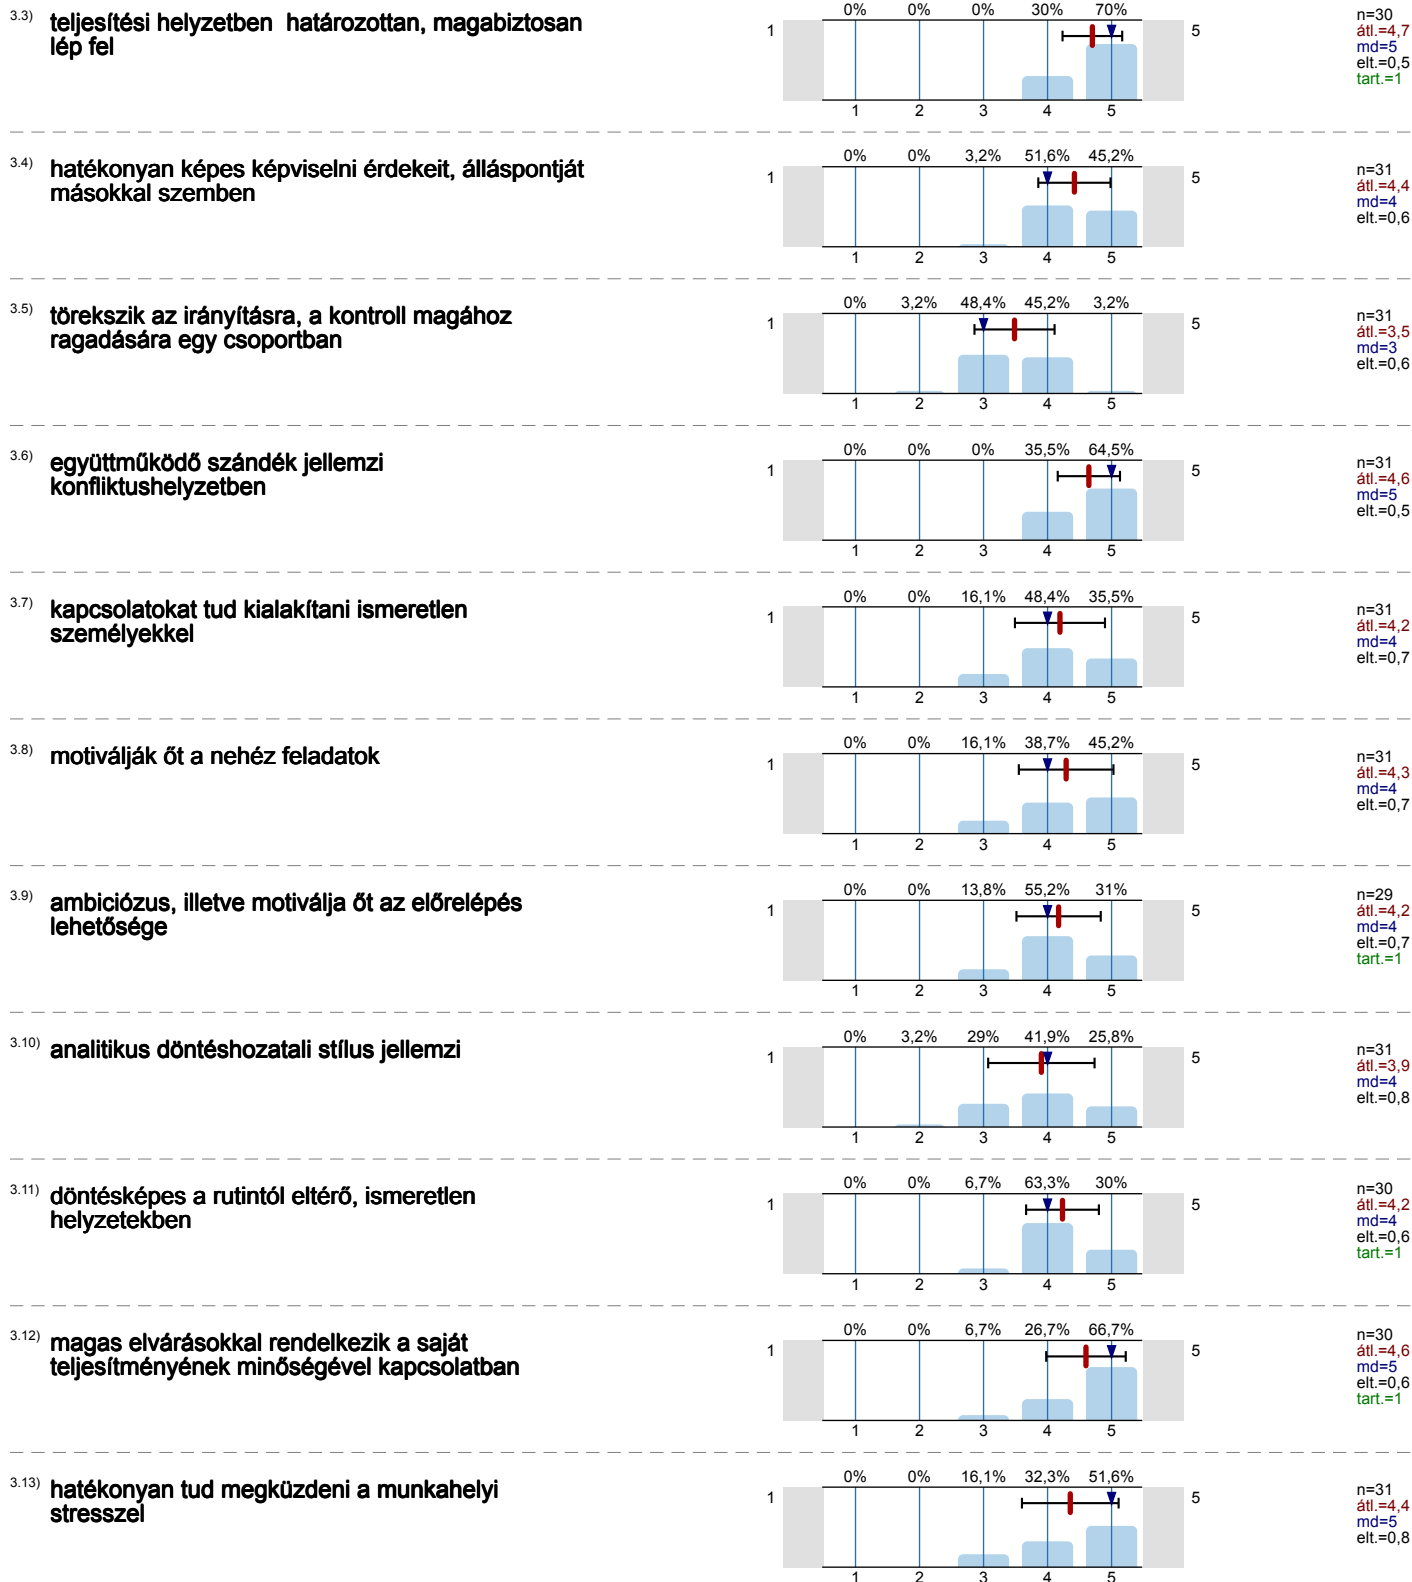 3.3) teljesítési helyzetben  határozottan, magabiztosan
lép fel
0% 0% 0% 30% 70%
1 5
1 2 3 4 5
n=30
átl.=4,7
md=5
elt.=0,5
tart.=1
3.4) hatékonyan képes képviselni érdekeit, álláspontját
másokkal szemben
0% 0% 3,2% 51,6% 45,2%
1 5
1 2 3 4 5
n=31
átl.=4,4
md=4
elt.=0,6
3.5) törekszik az irányításra, a kontroll magához
ragadására egy csoportban
0% 3,2% 48,4% 45,2% 3,2%
1 5
1 2 3 4 5
n=31
átl.=3,5
md=3
elt.=0,6
3.6) együttműködő szándék jellemzi
konfliktushelyzetben
0% 0% 0% 35,5% 64,5%
1 5
1 2 3 4 5
n=31
átl.=4,6
md=5
elt.=0,5
3.7) kapcsolatokat tud kialakítani ismeretlen
személyekkel
0% 0% 16,1% 48,4% 35,5%
1 5
1 2 3 4 5
n=31
átl.=4,2
md=4
elt.=0,7
3.8) motiválják őt a nehéz feladatok
0% 0% 16,1% 38,7% 45,2%
1 5
1 2 3 4 5
n=31
átl.=4,3
md=4
elt.=0,7
3.9) ambiciózus, illetve motiválja őt az előrelépés
lehetősége
0% 0% 13,8% 55,2% 31%
1 5
1 2 3 4 5
n=29
átl.=4,2
md=4
elt.=0,7
tart.=1
3.10) analitikus döntéshozatali stílus jellemzi
0% 3,2% 29% 41,9% 25,8%
1 5
1 2 3 4 5
n=31
átl.=3,9
md=4
elt.=0,8
3.11) döntésképes a rutintól eltérő, ismeretlen
helyzetekben
0% 0% 6,7% 63,3% 30%
1 5
1 2 3 4 5
n=30
átl.=4,2
md=4
elt.=0,6
tart.=1
3.12) magas elvárásokkal rendelkezik a saját
teljesítményének minőségével kapcsolatban
0% 0% 6,7% 26,7% 66,7%
1 5
1 2 3 4 5
n=30
átl.=4,6
md=5
elt.=0,6
tart.=1
3.13) hatékonyan tud megküzdeni a munkahelyi
stresszel
0% 0% 16,1% 32,3% 51,6%
1 5
1 2 3 4 5
n=31
átl.=4,4
md=5
elt.=0,8